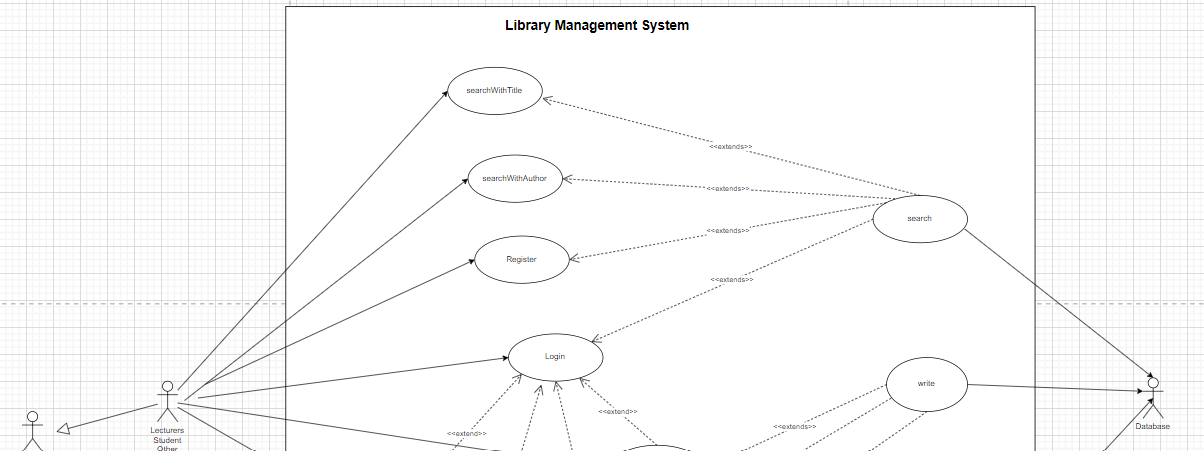 Library Management System
searchWithTitle
<<extends>>
searchWithAuthor
<<extends>>
search
<<extends>>
Register
<<extends>>
Login
write
<<extend>>
<<extends>>
<<extend>>
Lecturers
Student
Other
Database